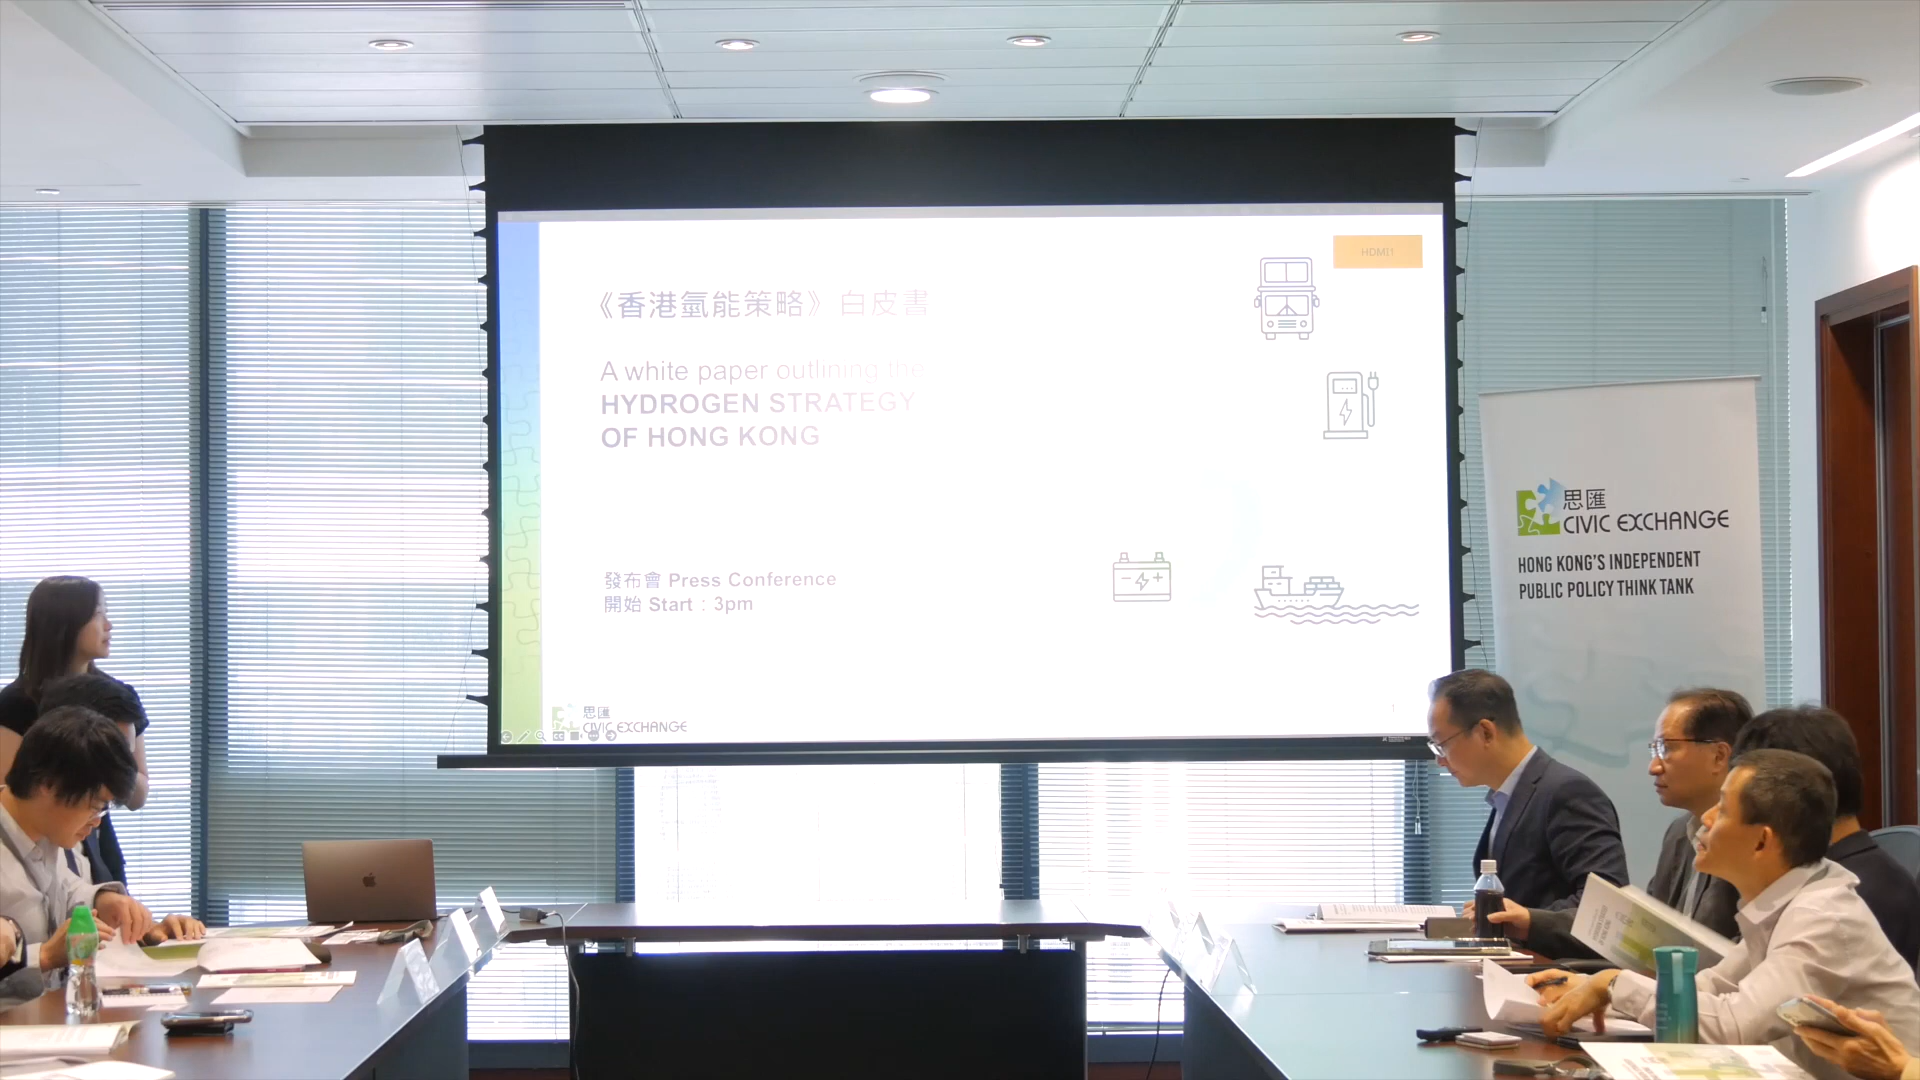 HDMI1
《香港氫能策略》白皮書
A white paper outlining the
HYDROGEN STRATEGY
OF HONG KONG
發布會 Press Conference
開始 Start：3pm
思匯
CIVIC EXCHANGE
1
思匯
CIVIC EXCHANGE
HONG KONG'S INDEPENDENT
PUBLIC POLICY THINK TANK